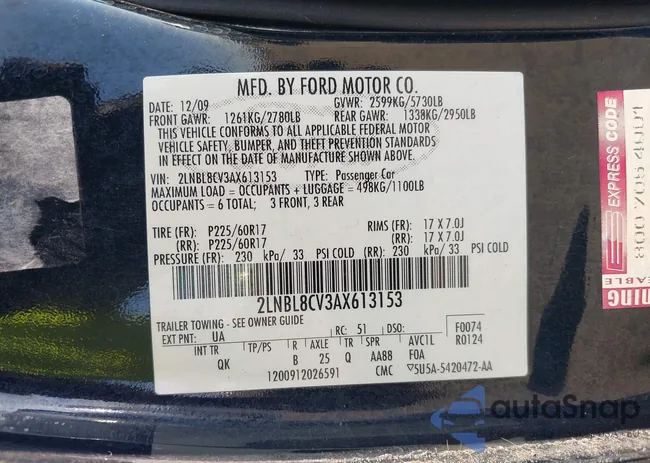 MFD. BY FORD MOTOR CO.
DATE: 12/09 GVWR: 2599KG/5730LB
FRONT GAWR: 1261KG/2780LB REAR GAWR: 1338KG/2950LB
THIS VEHICLE CONFORMS TO ALL APPLICABLE FEDERAL MOTOR
VEHICLE SAFETY, BUMPER, AND THEFT PREVENTION STANDARDS
IN EFFECT ON THE DATE OF MANUFACTURE SHOWN ABOVE.
VIN: 2LNBL8CV3AX613153 TYPE: Passenger Car
MAXIMUM LOAD = OCCUPANTS + LUGGAGE = 498KG/1100LB
OCCUPANTS = 6 TOTAL; 3 FRONT, 3 REAR
TIRE (FR): P225/60R17 RIMS (FR): 17 X 7.0J
(RR): P225/60R17 (RR): 17 X 7.0J
PRESSURE: (FR): 230 kPa/ 33 PSI COLD (RR): 230 kPa/ 33 PSI COLD
2LNBL8CV3AX613153
TRAILER TOWING - SEE OWNER GUIDE
EXT PNT: UA RC: 51 DSO: F0074
INT TR TP/PS R AXLE TR SPR AVC1L R0124
QK B 25 Q AA88 F0A
1200912026591 CMC ▽5U5A-5420472-AA
EXPRESS CODE
800 705 4001
autoSnap